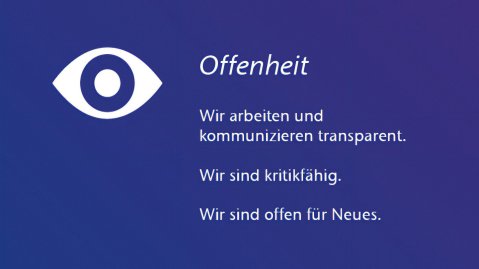 Offenheit
Wir arbeiten und
kommunizieren transparent.
Wir sind kritikfähig.
Wir sind offen für Neues.